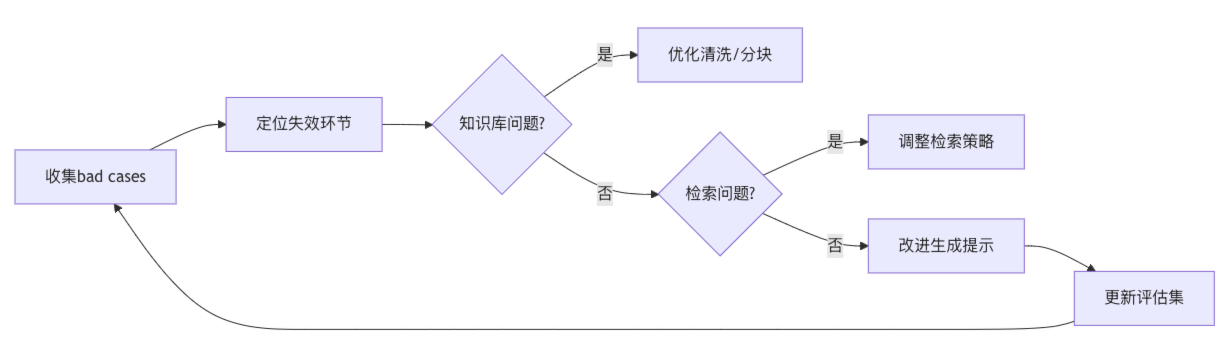 收集bad cases
定位失效环节
知识库问题?
是
优化清洗/分块
否
检索问题?
是
调整检索策略
否
改进生成提示
更新评估集